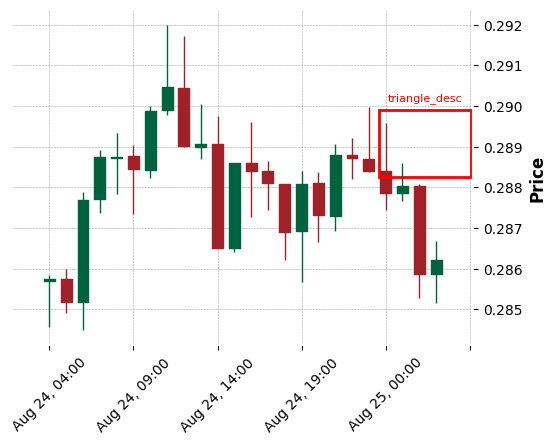 0.292
0.291
triangle_desc
0.290
0.289
0.288
0.287
0.286
0.285
Price
Aug 24, 04:00
Aug 24, 09:00
Aug 24, 14:00
Aug 24, 19:00
Aug 25, 00:00